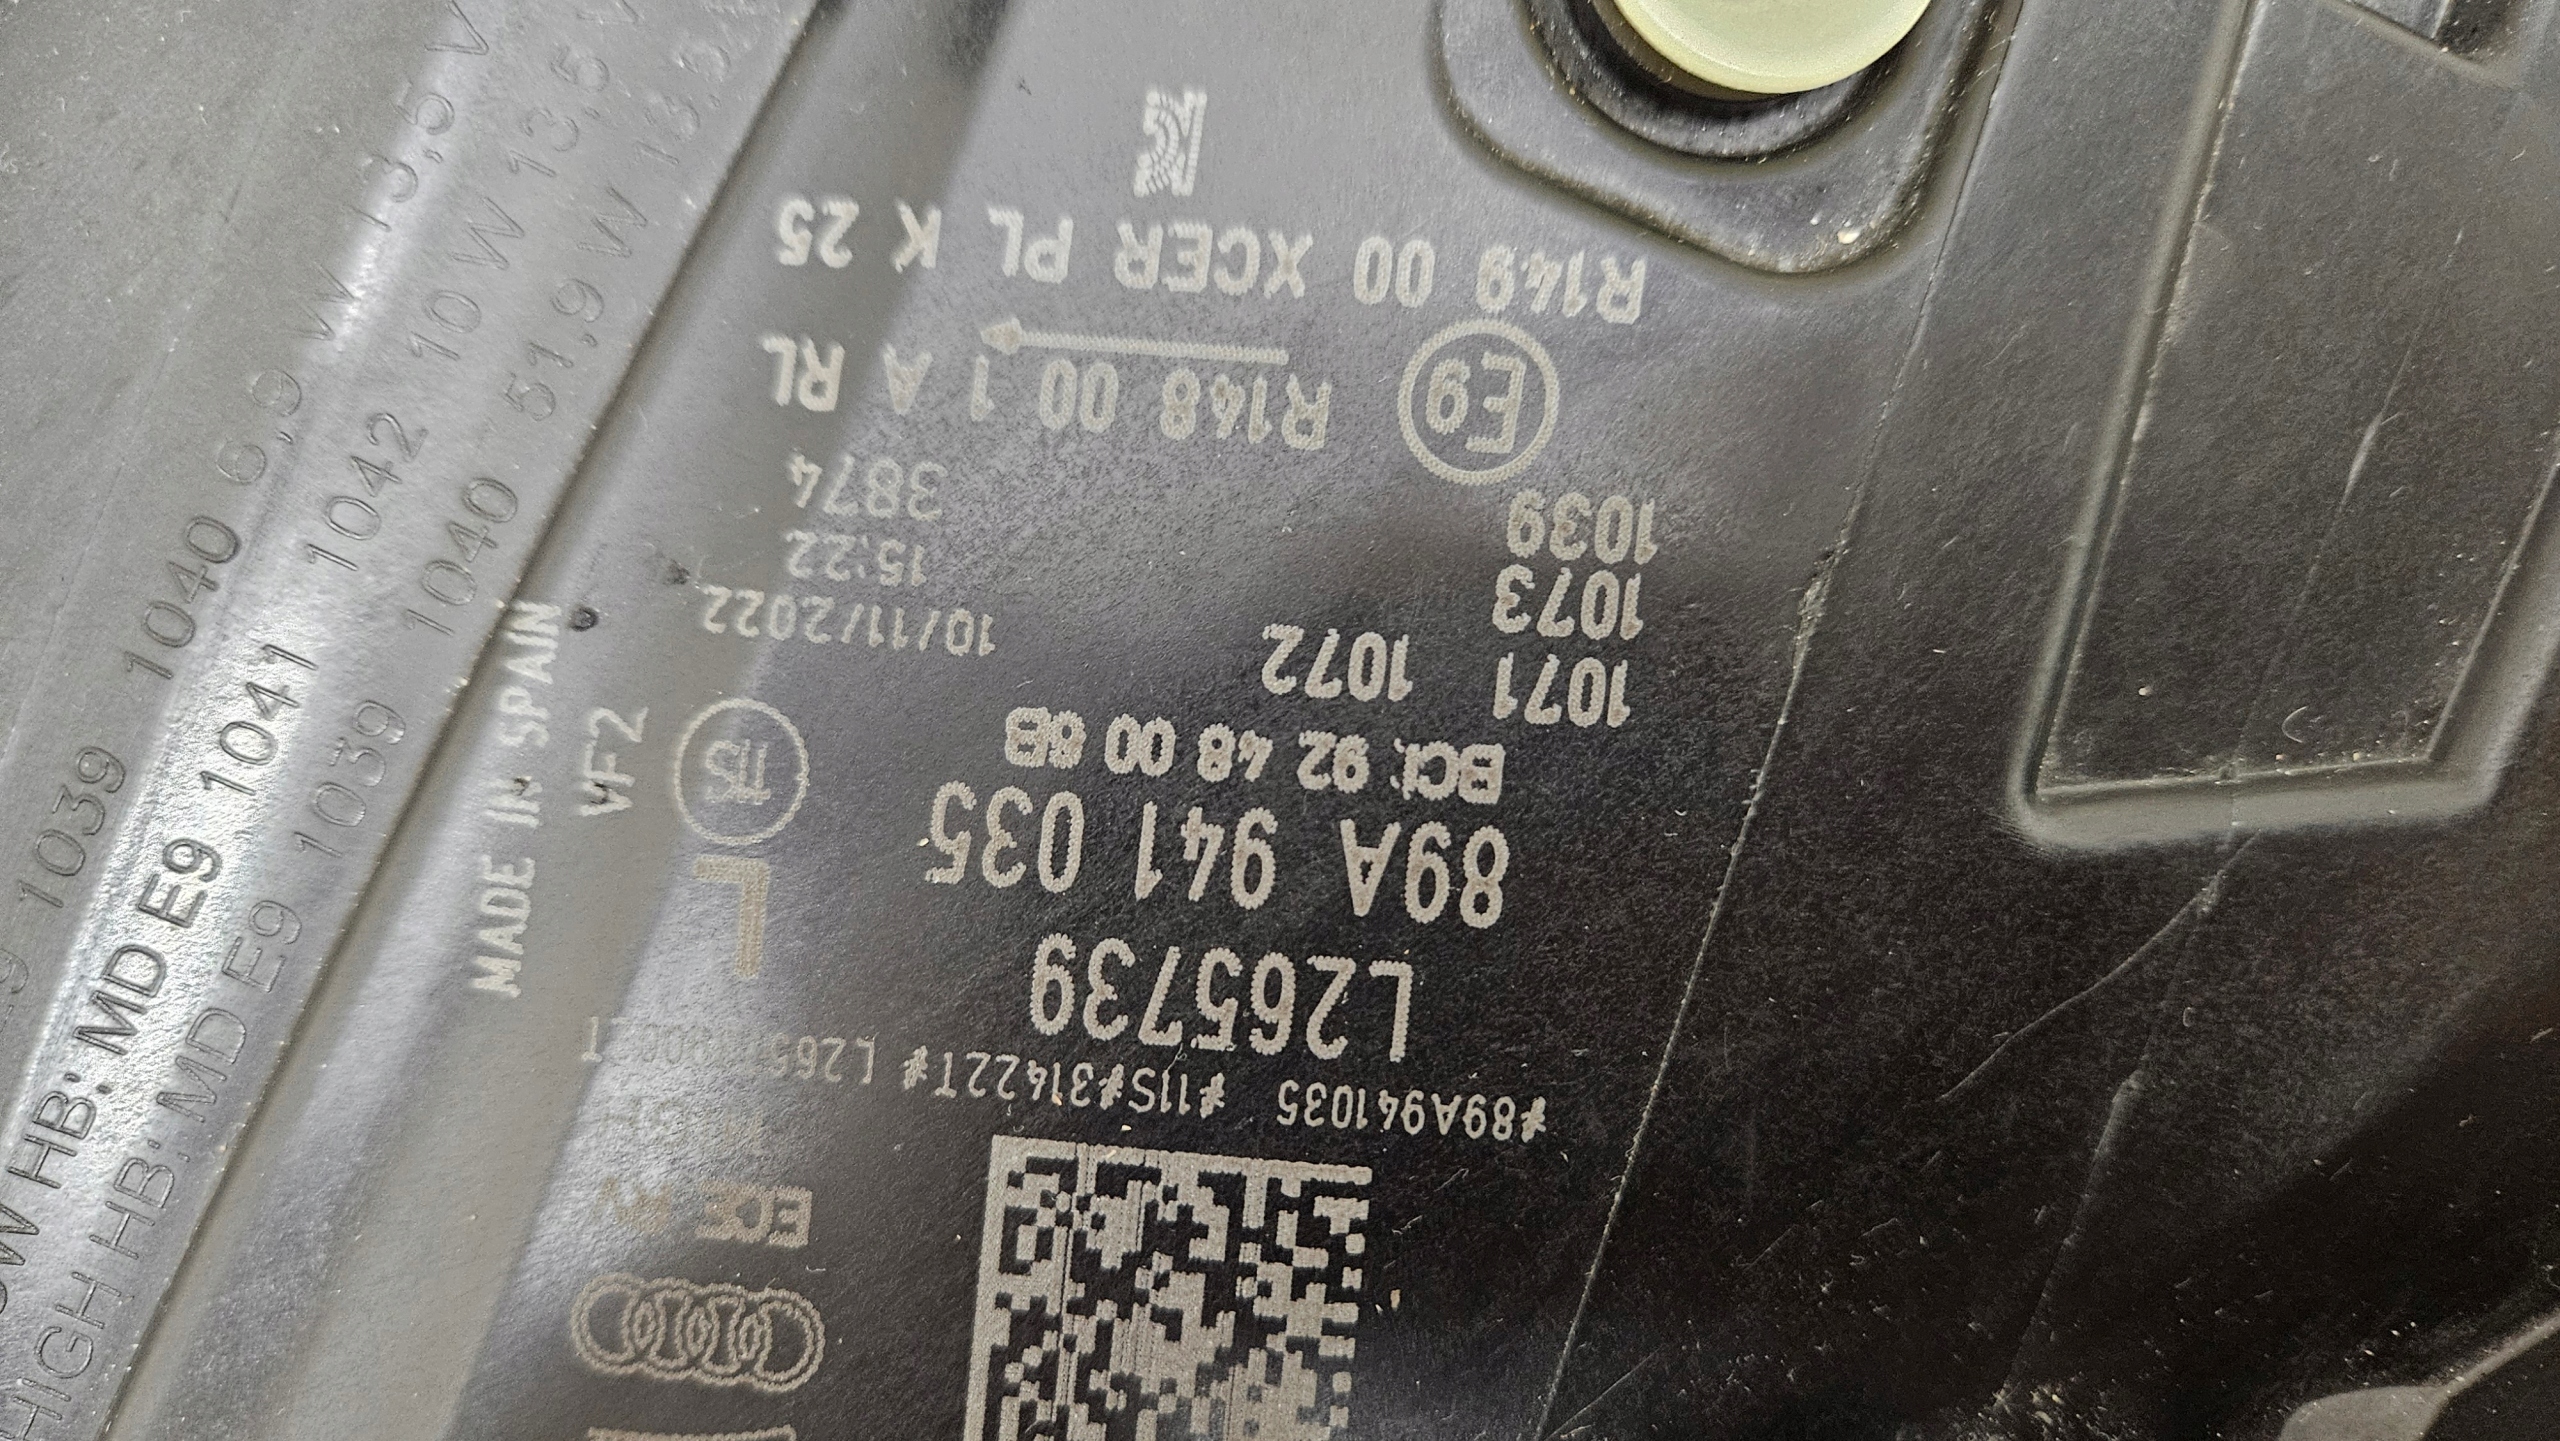 ECE
#89A941035 #11S#31422T#
L265739
L
89A 941 035
BCI: 92 48 00 6B
11S
1071 1072
1073
1039
10/11/2022
15:22
3874
E9
R148 00 1 A RL
R149 00 XCER PL K 25
MADE IN SPAIN
VF2
1039 1040 6,9 W 13,5 V
HB: MD E9 1041 1042 10 W 13,5 V
HIGH HB: MD E9 1039 1040 51,9 W 13,5